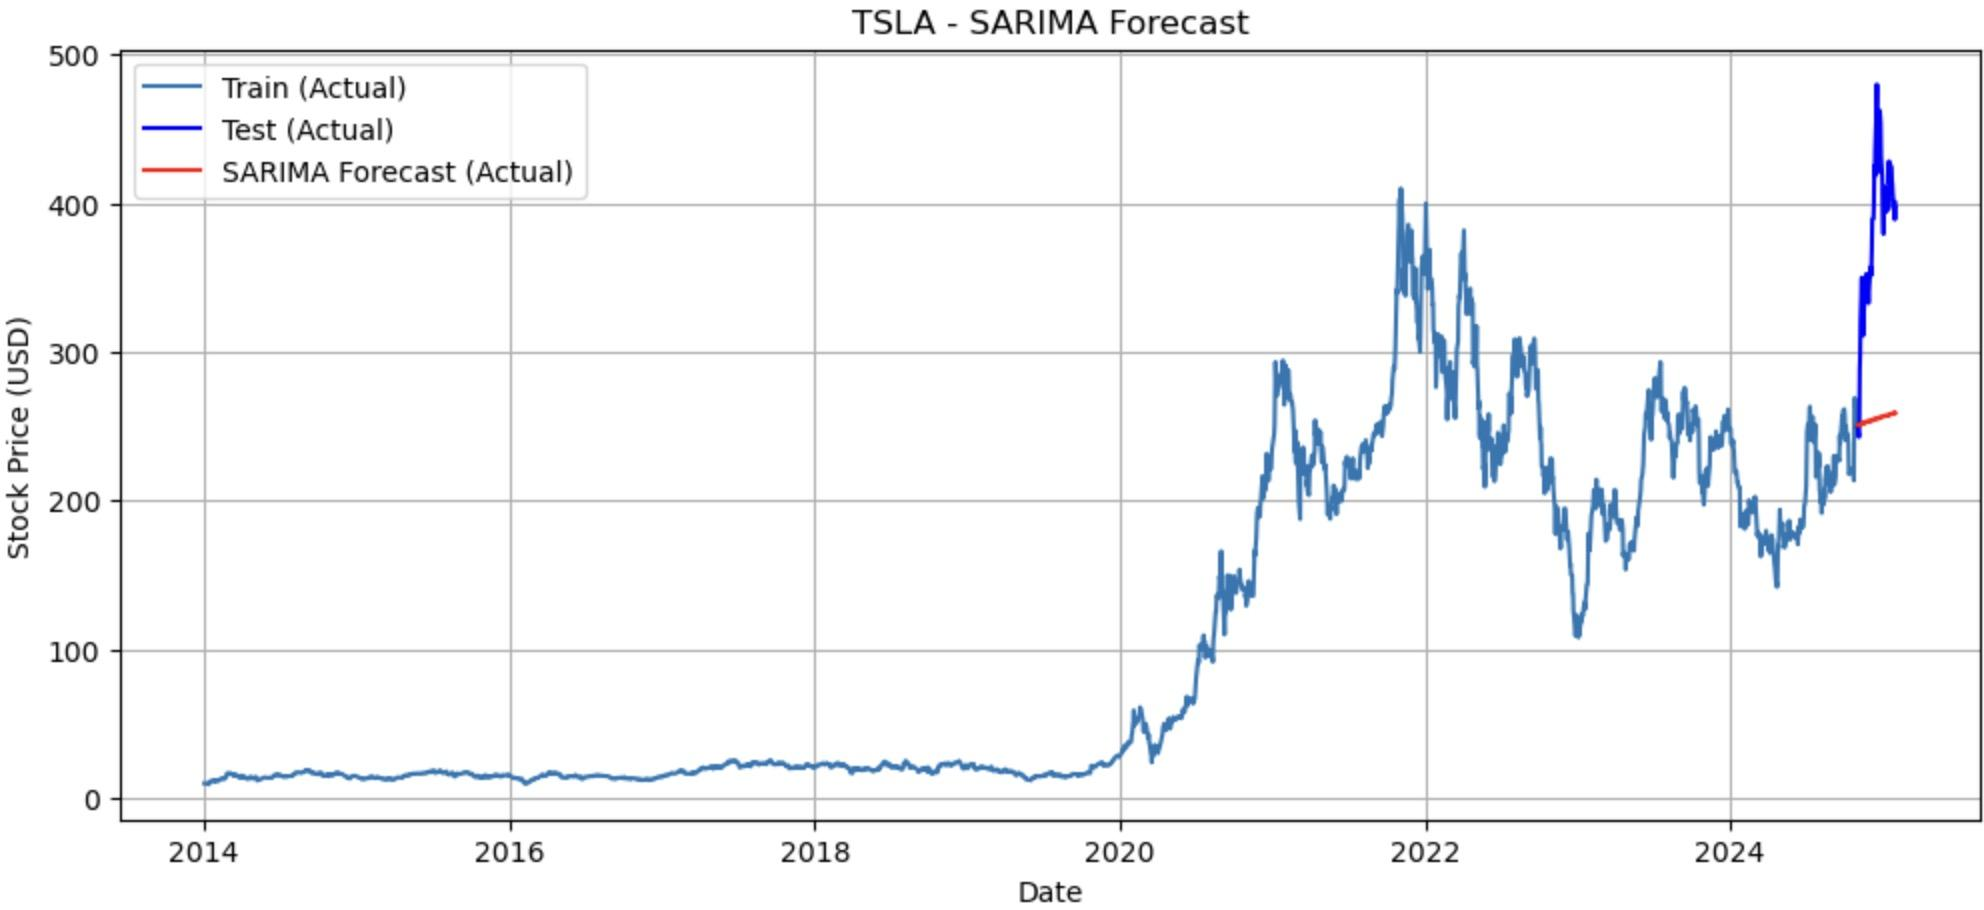 TSLA - SARIMA Forecast
Train (Actual)
Test (Actual)
SARIMA Forecast (Actual)
Stock Price (USD)
500
400
300
200
100
0
2014 2016 2018 2020 2022 2024
Date